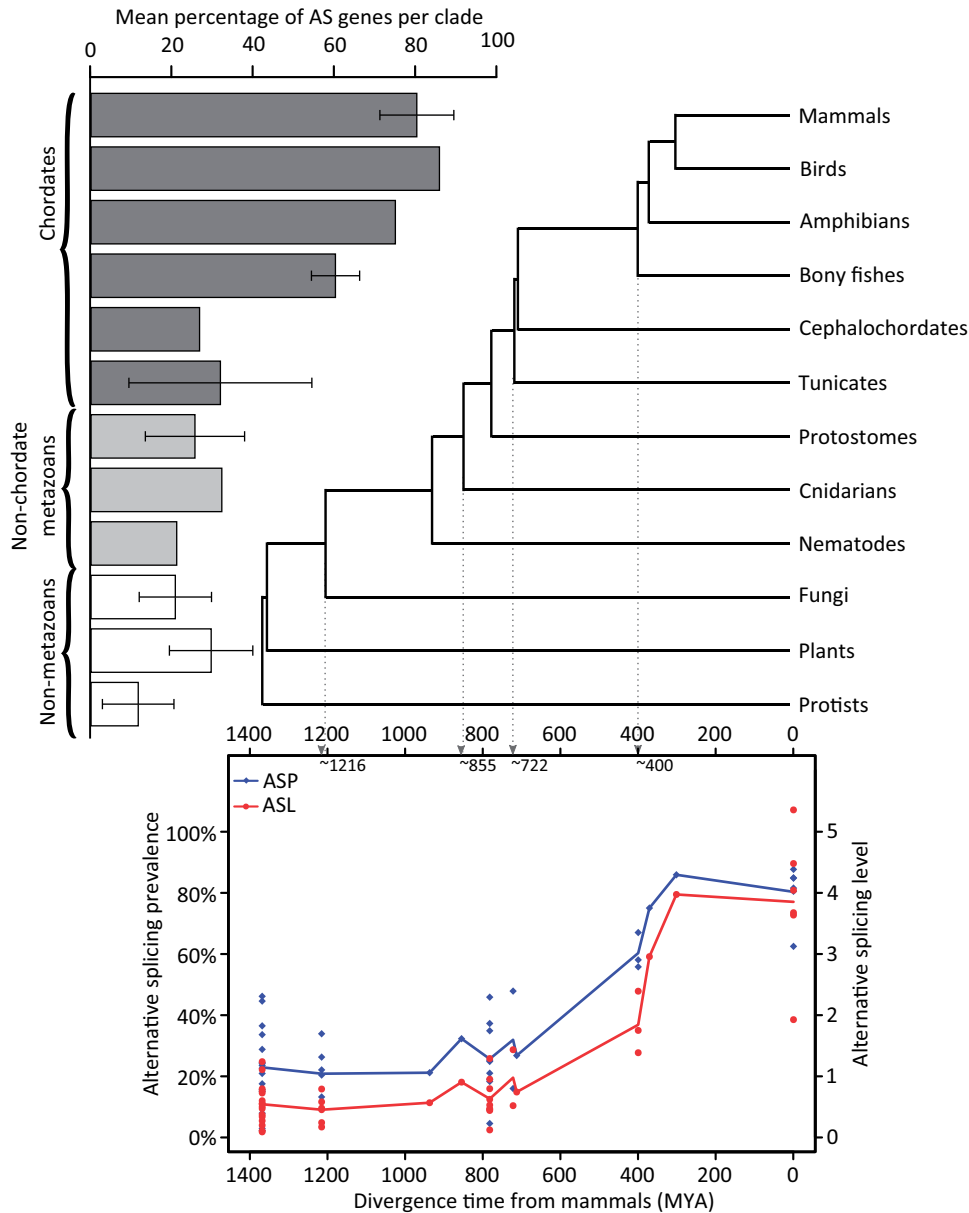 Mean percentage of AS genes per clade
0 20 40 60 80 100
Chordates
Non-chordate
metazoans
Non-metazoans
Mammals
Birds
Amphibians
Bony fishes
Cephalochordates
Tunicates
Protostomes
Cnidarians
Nematodes
Fungi
Plants
Protists
1400 1200 1000 800 600 400 200 0
~1216 ~855 ~722 ~400
ASP
ASL
Alternative splicing prevalence
100%
80%
60%
40%
20%
0%
Alternative splicing level
5
4
3
2
1
0
1400 1200 1000 800 600 400 200 0
Divergence time from mammals (MYA)